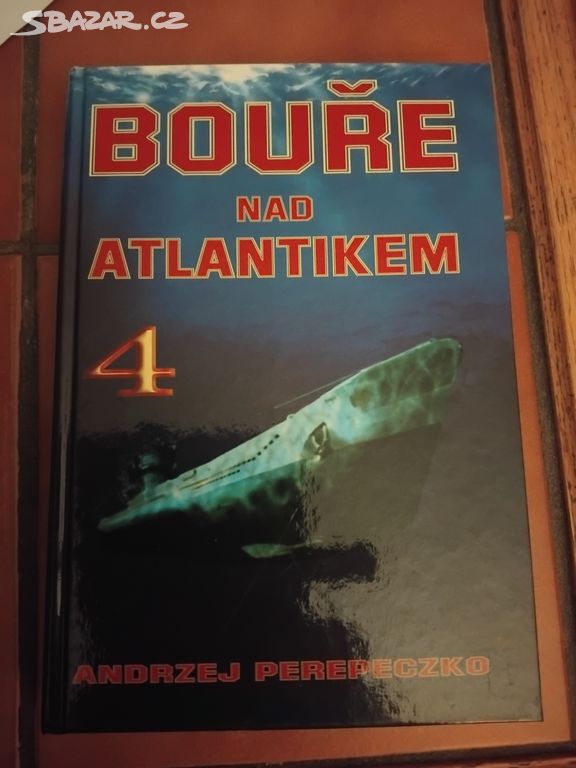 SBAZAR.CZ
BOUŘE
NAD
ATLANTIKEM
4
ANDRZEJ PEREPECZKO